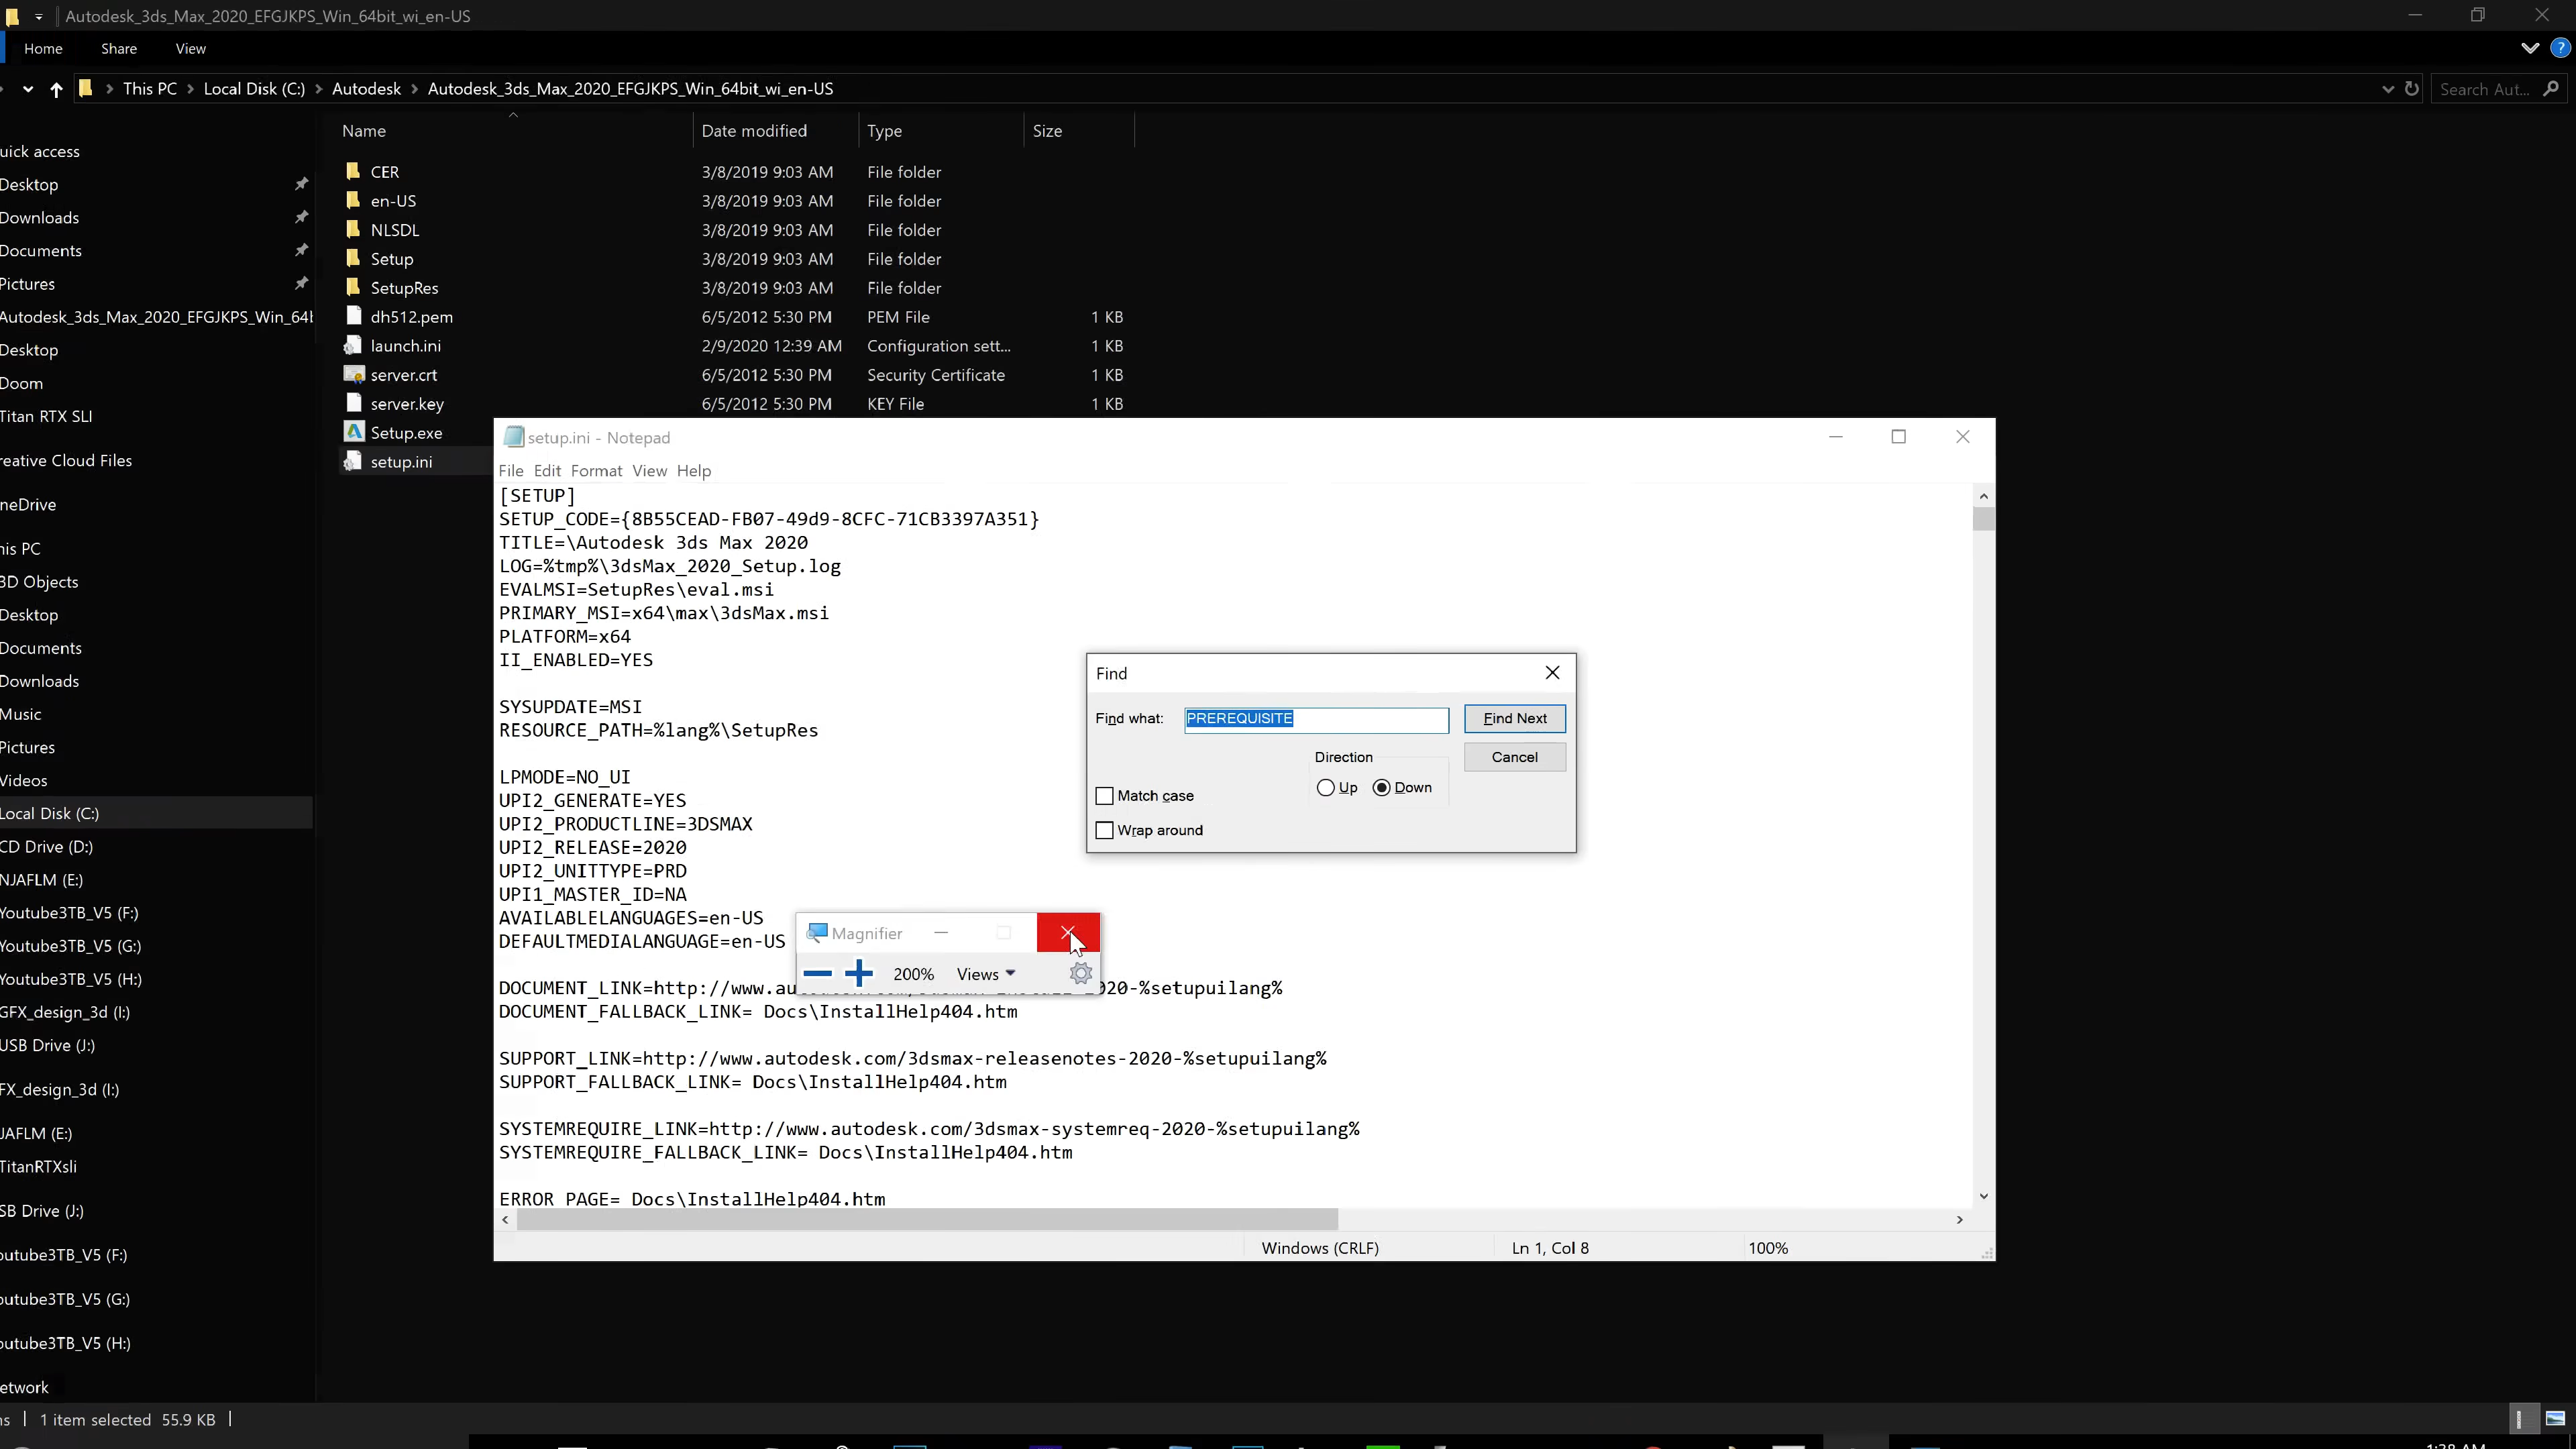 Autodesk_3ds_Max_2020_EFGJKPS_Win_64bit_wi_en-US
Home Share View
This PC Local Disk (C:) Autodesk Autodesk_3ds_Max_2020_EFGJKPS_Win_64bit_wi_en-US
Search Aut...
Name Date modified Type Size
uick access
Desktop
Downloads
Documents
Pictures
Autodesk_3ds_Max_2020_EFGJKPS_Win_64b
Desktop
Doom
Titan RTX SLI
reative Cloud Files
neDrive
his PC
3D Objects
Desktop
Documents
Downloads
Music
Pictures
Videos
Local Disk (C:)
CD Drive (D:)
NJAFLM (E:)
Youtube3TB_V5 (F:)
Youtube3TB_V5 (G:)
Youtube3TB_V5 (H:)
GFX_design_3d (I:)
USB Drive (J:)
FX_design_3d (I:)
JAFLM (E:)
TitanRTXsli
SB Drive (J:)
outube3TB_V5 (F:)
outube3TB_V5 (G:)
outube3TB_V5 (H:)
etwork
CER 3/8/2019 9:03 AM File folder
en-US 3/8/2019 9:03 AM File folder
NLSDL 3/8/2019 9:03 AM File folder
Setup 3/8/2019 9:03 AM File folder
SetupRes 3/8/2019 9:03 AM File folder
dh512.pem 6/5/2012 5:30 PM PEM File 1 KB
launch.ini 2/9/2020 12:39 AM Configuration sett... 1 KB
server.crt 6/5/2012 5:30 PM Security Certificate 1 KB
server.key 6/5/2012 5:30 PM KEY File 1 KB
Setup.exe
setup.ini
setup.ini - Notepad
File Edit Format View Help
[SETUP]
SETUP_CODE={8B55CEAD-FB07-49d9-8CFC-71CB3397A351}
TITLE=\Autodesk 3ds Max 2020
LOG=%tmp%\3dsMax_2020_Setup.log
EVALMSI=SetupRes\eval.msi
PRIMARY_MSI=x64\max\3dsMax.msi
PLATFORM=x64
II_ENABLED=YES
SYSUPDATE=MSI
RESOURCE_PATH=%lang%\SetupRes
LPMODE=NO_UI
UPI2_GENERATE=YES
UPI2_PRODUCTLINE=3DSMAX
UPI2_RELEASE=2020
UPI2_UNITTYPE=PRD
UPI1_MASTER_ID=NA
AVAILABLELANGUAGES=en-US
DEFAULTMEDIALANGUAGE=en-US
DOCUMENT_LINK=http://www.au 20-%setupuilang%
DOCUMENT_FALLBACK_LINK= Docs\InstallHelp404.htm
SUPPORT_LINK=http://www.autodesk.com/3dsmax-releasenotes-2020-%setupuilang%
SUPPORT_FALLBACK_LINK= Docs\InstallHelp404.htm
SYSTEMREQUIRE_LINK=http://www.autodesk.com/3dsmax-systemreq-2020-%setupuilang%
SYSTEMREQUIRE_FALLBACK_LINK= Docs\InstallHelp404.htm
ERROR PAGE= Docs\InstallHelp404.htm
Windows (CRLF) Ln 1, Col 8 100%
Find
Find what: PREREQUISITE Find Next
Direction Cancel
Up Down
Match case
Wrap around
Magnifier
200% Views
ns 1 item selected 55.9 KB